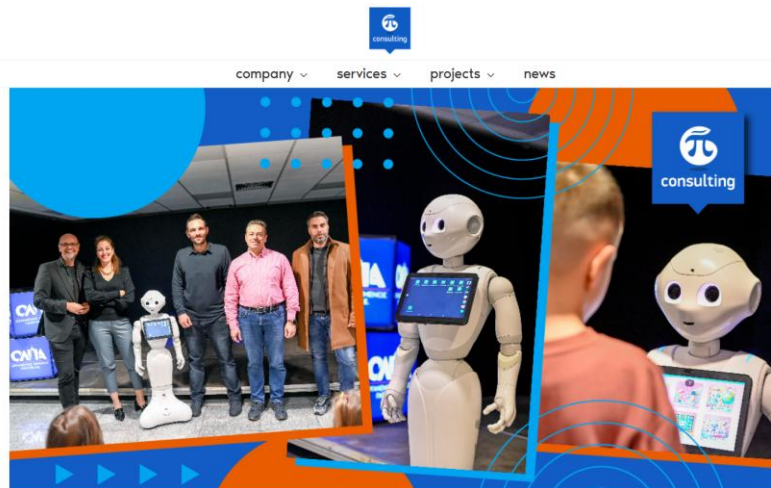 consulting
company
services
projects
news
consulting